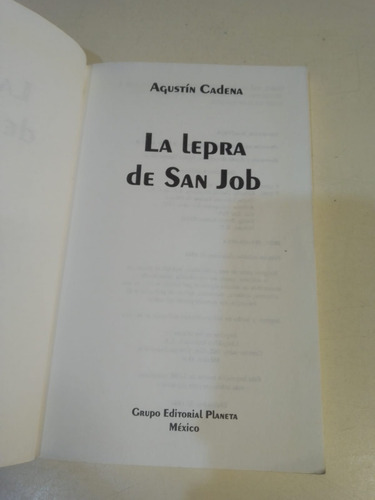 Agustín Cadena
La lepra
de San Job
Grupo Editorial Planeta
México